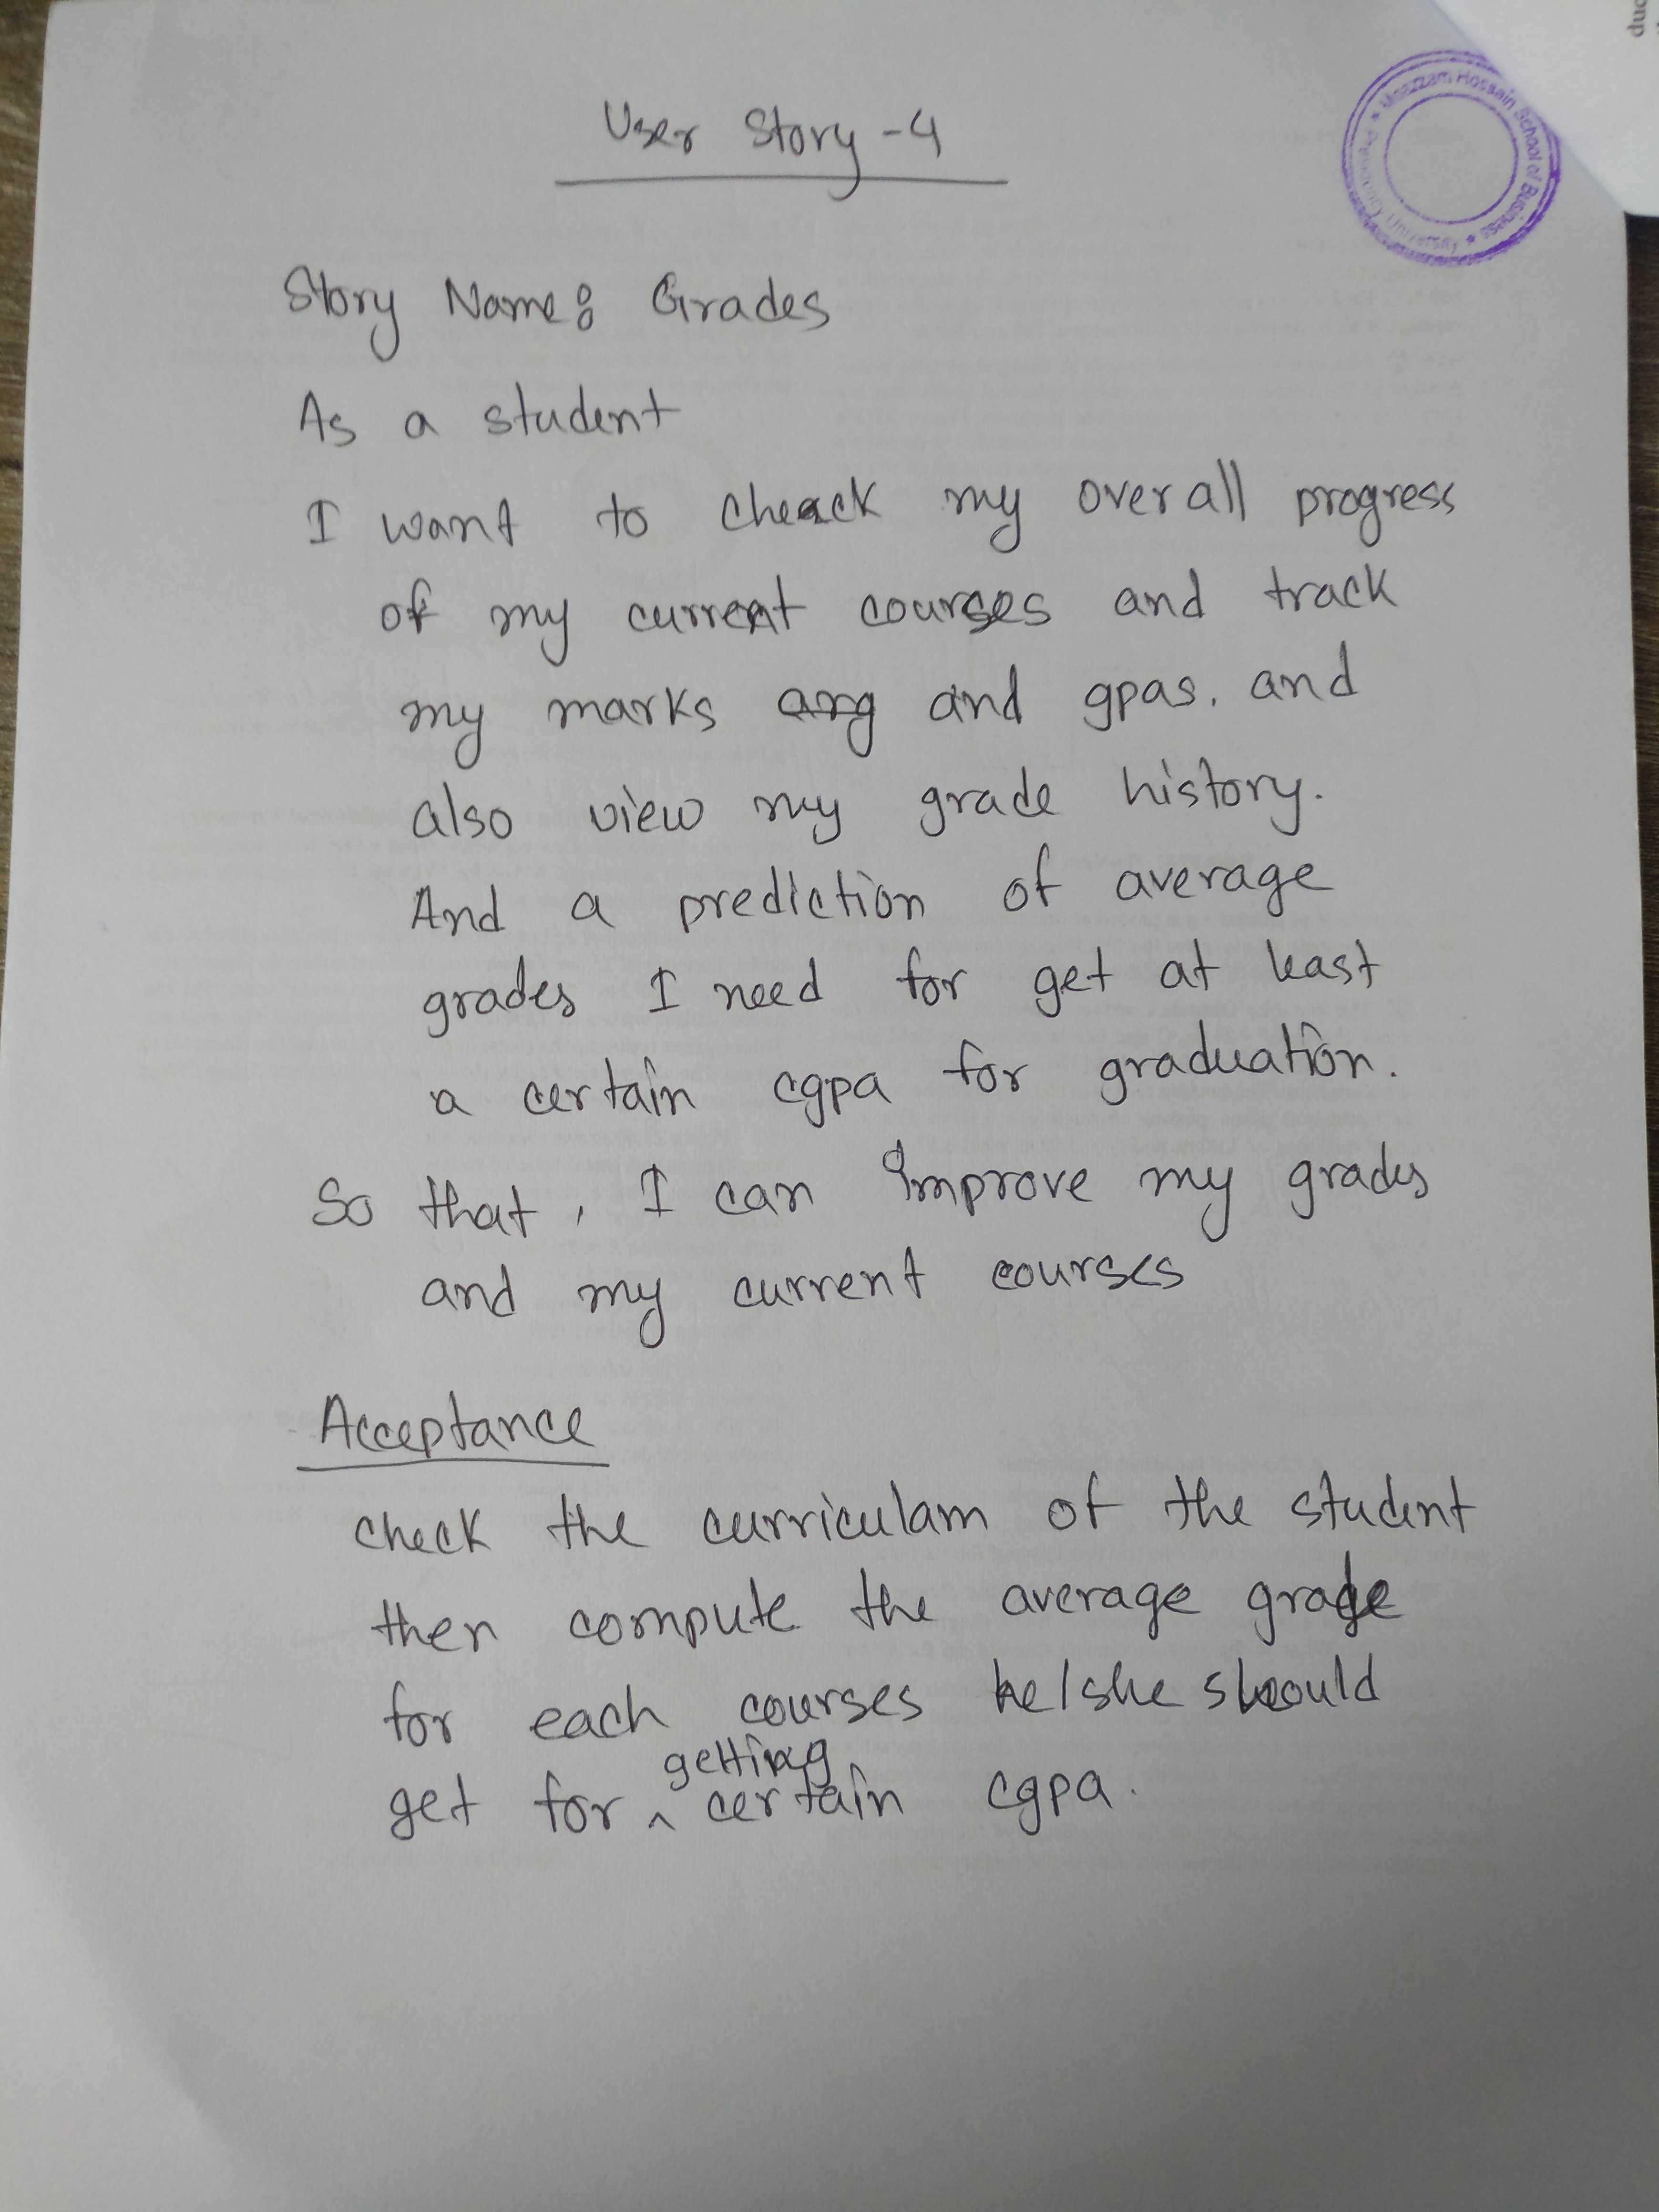 User Story - 4
Moazzam Hossain School of Business
University
duc
Story Name: Grades
As a student
I want to cheack my overall progress
of my current courses and track
my marks and gpas. and
also view my grade history.
And a prediction of average
grades I need for get at least
a certain cgpa for graduation.
So that, I can improve my grades
and my current courses
Acceptance
check the curriculam of the student
then compute the average grade
for each courses he/she should
getting
get for ^ certain cgpa.